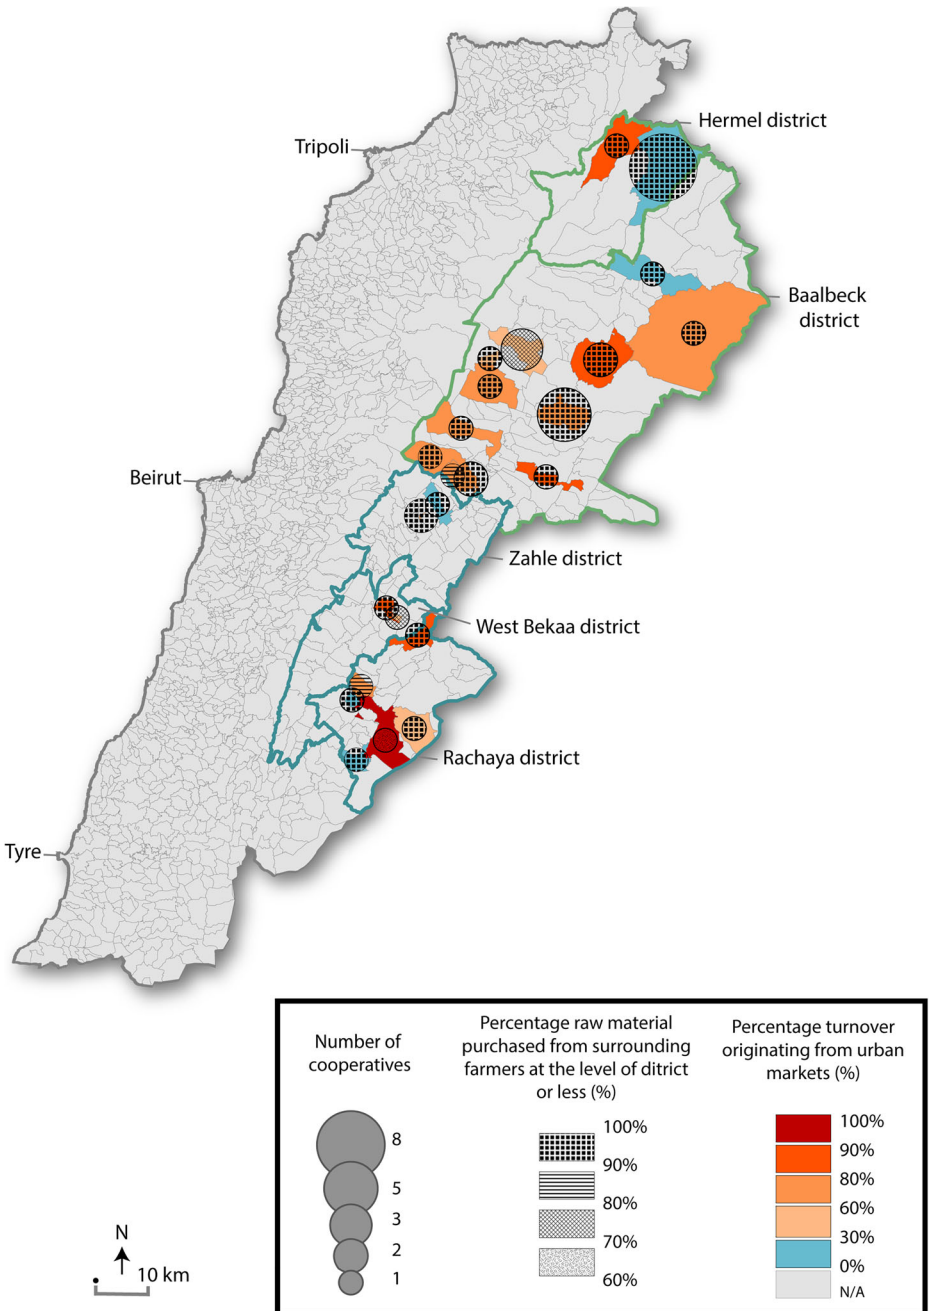 Hermel district
Tripoli
Baalbeck
district
Beirut
Zahle district
West Bekaa district
Rachaya district
Tyre
Number of
cooperatives
8
5
3
2
1
Percentage raw material
purchased from surrounding
farmers at the level of ditrict
or less (%)
100%
90%
80%
70%
60%
Percentage turnover
originating from urban
markets (%)
100%
90%
80%
60%
30%
0%
N/A
N
10 km